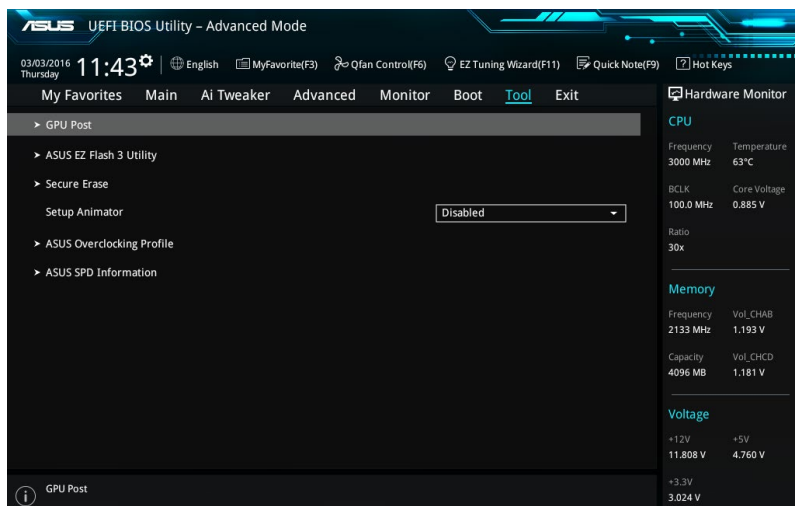 ASUS UEFI BIOS Utility – Advanced Mode
03/03/2016 Thursday 11:43 English MyFavorite(F3) Qfan Control(F6) EZ Tuning Wizard(F11) Quick Note(F9) ? Hot Keys
My Favorites Main Ai Tweaker Advanced Monitor Boot Tool Exit
Hardware Monitor
> GPU Post
> ASUS EZ Flash 3 Utility
> Secure Erase
Setup Animator Disabled
> ASUS Overclocking Profile
> ASUS SPD Information
CPU
Frequency Temperature
3000 MHz 63°C
BCLK Core Voltage
100.0 MHz 0.885 V
Ratio
30x
Memory
Frequency Vol_CHAB
2133 MHz 1.193 V
Capacity Vol_CHCD
4096 MB 1.181 V
Voltage
+12V +5V
11.808 V 4.760 V
+3.3V
3.024 V
i GPU Post